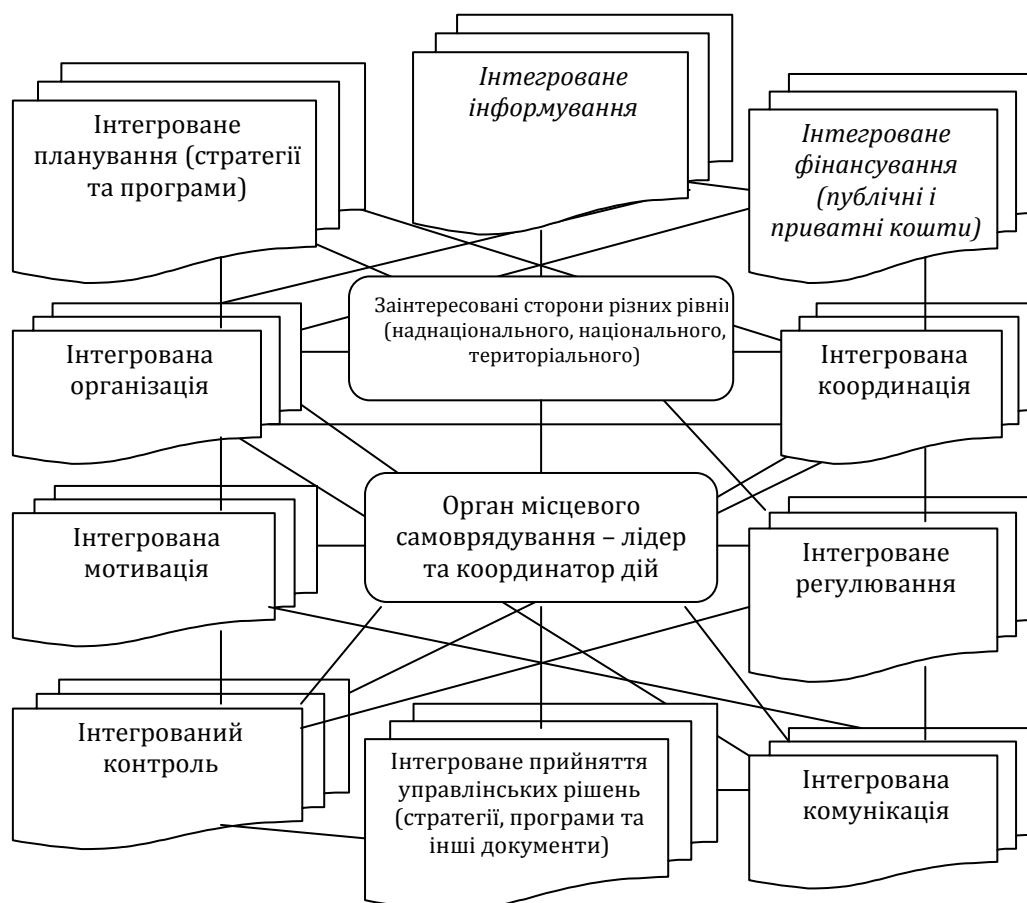 Інтегроване
планування (стратегії
та програми)
Інтегроване
інформування
Інтегроване
фінансування
(публічні і
приватні кошти)
Заінтересовані сторони різних рівні
(наднаціонального, національного,
територіального)
Інтегрована
організація
Інтегрована
координація
Орган місцевого
самоврядування – лідер
та координатор дій
Інтегрована
мотивація
Інтегроване
регулювання
Інтегрований
контроль
Інтегроване прийняття
управлінських рішень
(стратегії, програми та
інші документи)
Інтегрована
комунікація